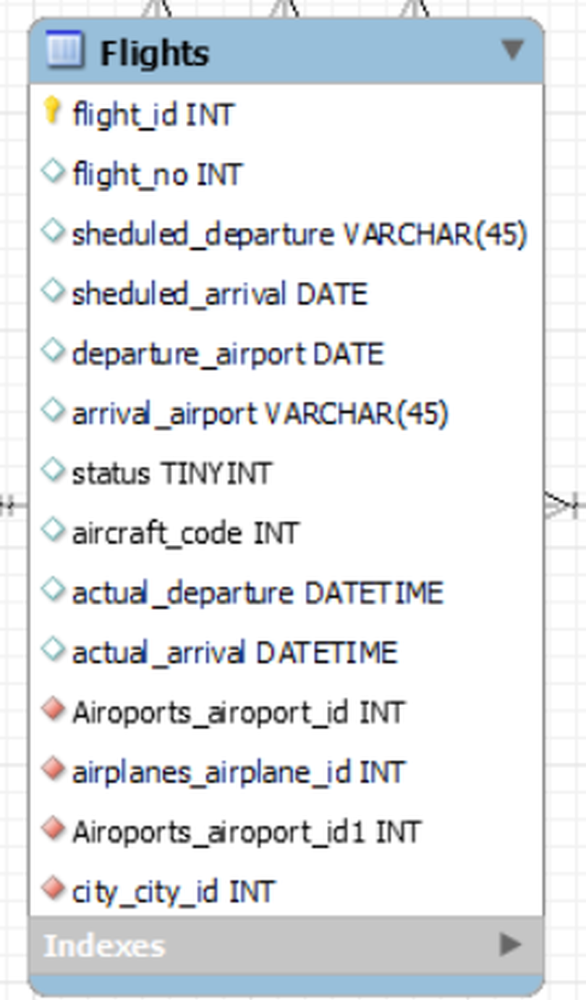 Flights
flight_id INT
flight_no INT
sheduled_departure VARCHAR(45)
sheduled_arrival DATE
departure_airport DATE
arrival_airport VARCHAR(45)
status TINYINT
aircraft_code INT
actual_departure DATETIME
actual_arrival DATETIME
Airoports_airoport_id INT
airplanes_airplane_id INT
Airoports_airoport_id1 INT
city_city_id INT
Indexes